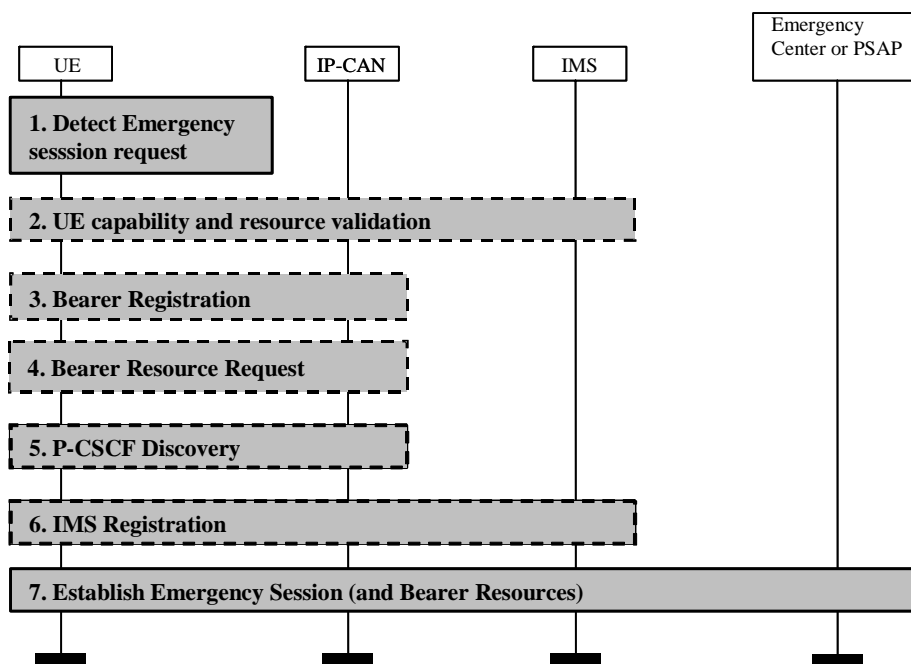 Emergency
Center or PSAP
UE
IP-CAN
IMS
1. Detect Emergency
sesssion request
2. UE capability and resource validation
3. Bearer Registration
4. Bearer Resource Request
5. P-CSCF Discovery
6. IMS Registration
7. Establish Emergency Session (and Bearer Resources)